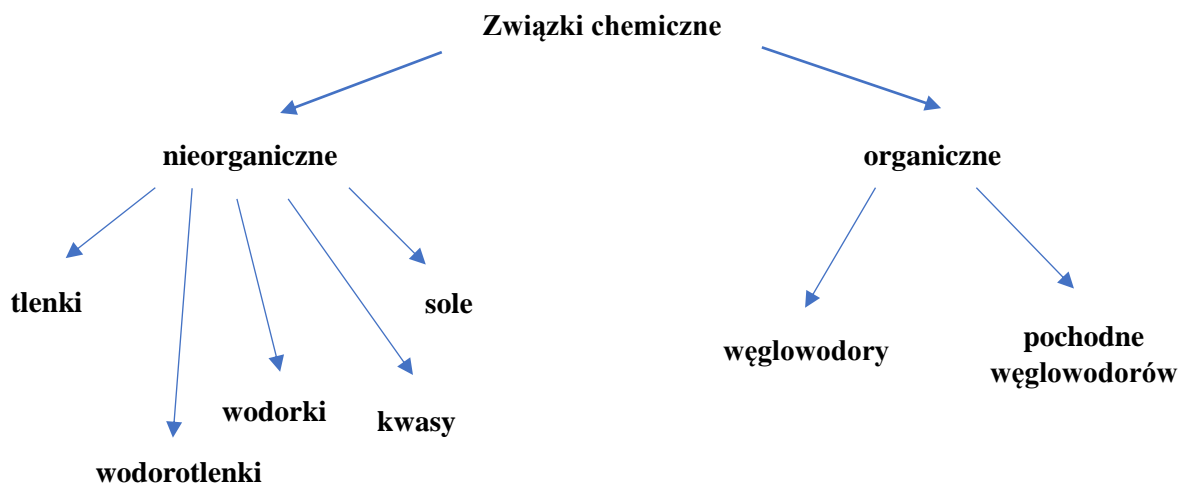 Związki chemiczne
nieorganiczne
organiczne
tlenki
sole
węglowodory
pochodne
węglowodorów
wodorki
kwasy
wodorotlenki